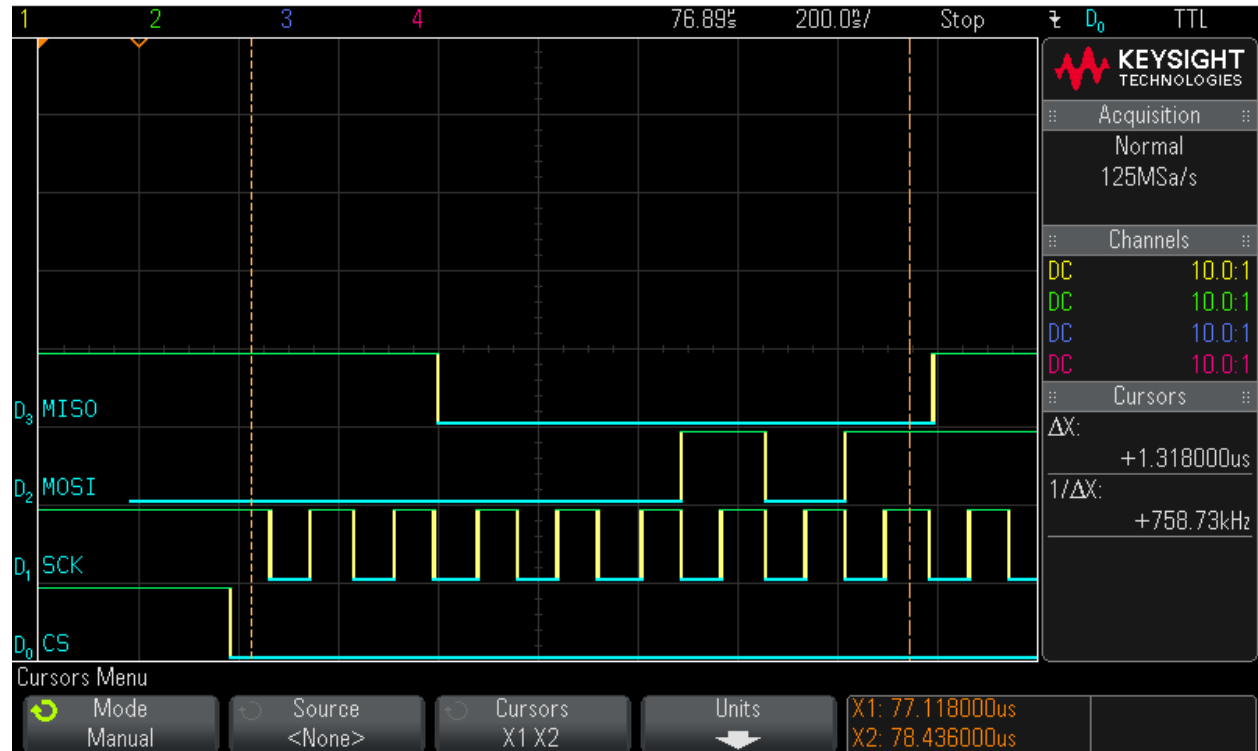 1 2 3 4 76.89us 200.0ns/ Stop D0 TTL
KEYSIGHT
TECHNOLOGIES
Acquisition
Normal
125MSa/s
Channels
DC 10.0:1
DC 10.0:1
DC 10.0:1
DC 10.0:1
Cursors
ΔX:
+1.318000us
1/ΔX:
+758.73kHz
D3 MISO
D2 MOSI
D1 SCK
D0 CS
Cursors Menu
Mode
Manual
Source
<None>
Cursors
X1 X2
Units
X1: 77.118000us
X2: 78.436000us